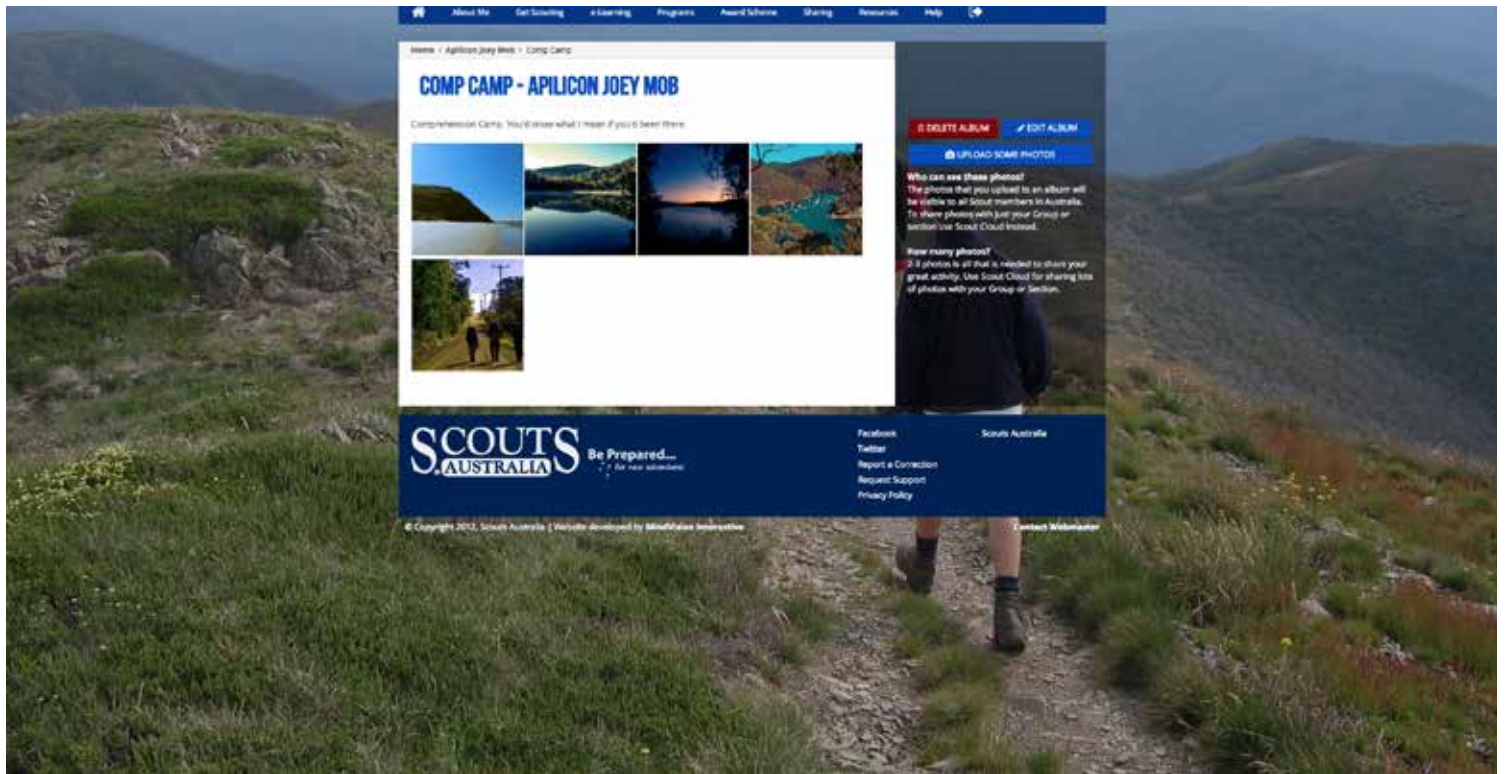 About Me Get Scouting e-Learning Programs Award Scheme Sharing Resources Help
Home > Apilicon Joey Mob > Comp Camp
COMP CAMP - APILICON JOEY MOB
Comprehension Camp. You'd know what I mean if you'd been there.
DELETE ALBUM EDIT ALBUM
UPLOAD SOME PHOTOS
Who can see these photos?
The photos that you upload to an album will
be visible to all Scout members in Australia.
To share photos with just your Group or
section use Scout Cloud instead.
How many photos?
2-3 photos is all that is needed to share your
great activity. Use Scout Cloud for sharing lots
of photos with your Group or Section.
SCOUTS
AUSTRALIA
Be Prepared...
for new adventure!
Facebook
Twitter
Report a Correction
Request Support
Privacy Policy
Scouts Australia
© Copyright 2012, Scouts Australia | Website developed by MindVision Interactive
Contact Webmaster